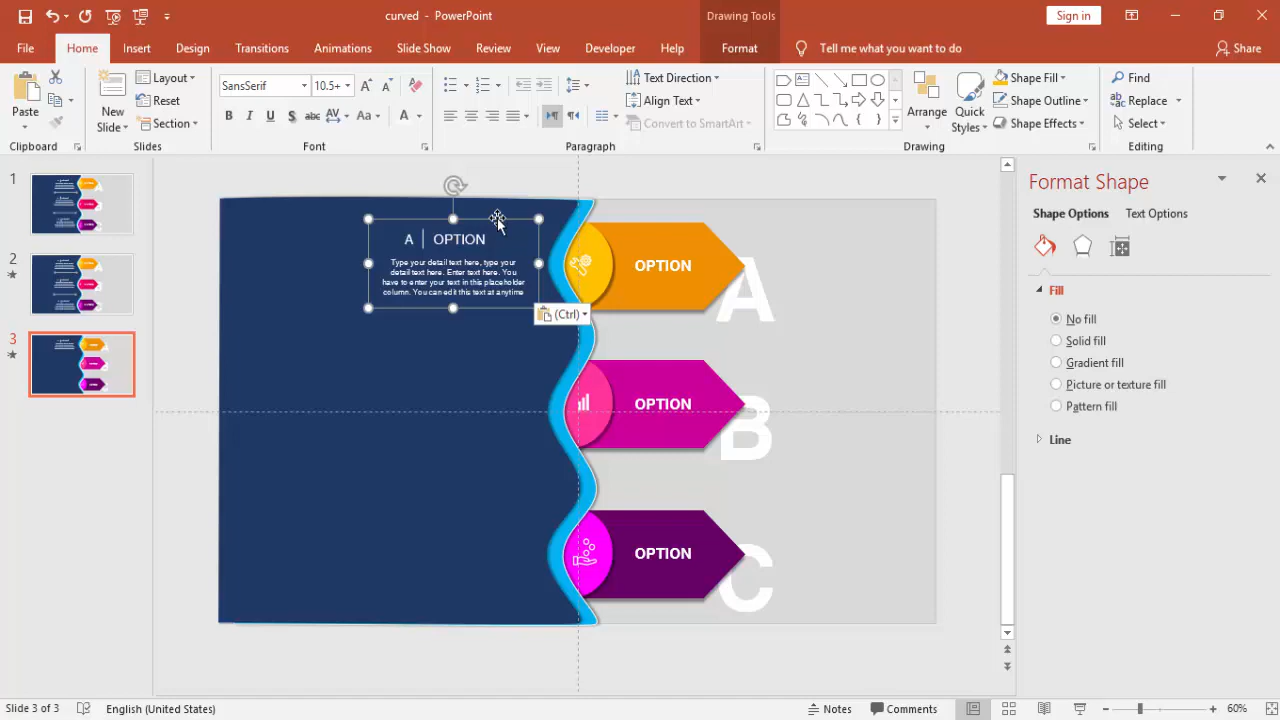 curved - PowerPoint
Drawing Tools
Sign in
File
Home
Insert
Design
Transitions
Animations
Slide Show
Review
View
Developer
Help
Format
Tell me what you want to do
Share
Paste
New
Slide
Layout
Reset
Section
SansSerif
10.5+
B I U S abc AV Aa A
Text Direction
Align Text
Convert to SmartArt
Arrange
Quick
Styles
Shape Fill
Shape Outline
Shape Effects
Find
Replace
Select
Clipboard
Slides
Font
Paragraph
Drawing
Editing
1
2
3
A OPTION
Type your detail text here, type your
detail text here. Enter text here. You
have to enter your text in this placeholder
column. You can edit this text at anytime
(Ctrl)
OPTION
A
OPTION
B
OPTION
C
Format Shape
Shape Options
Text Options
Fill
No fill
Solid fill
Gradient fill
Picture or texture fill
Pattern fill
Line
Slide 3 of 3
English (United States)
Notes
Comments
60%